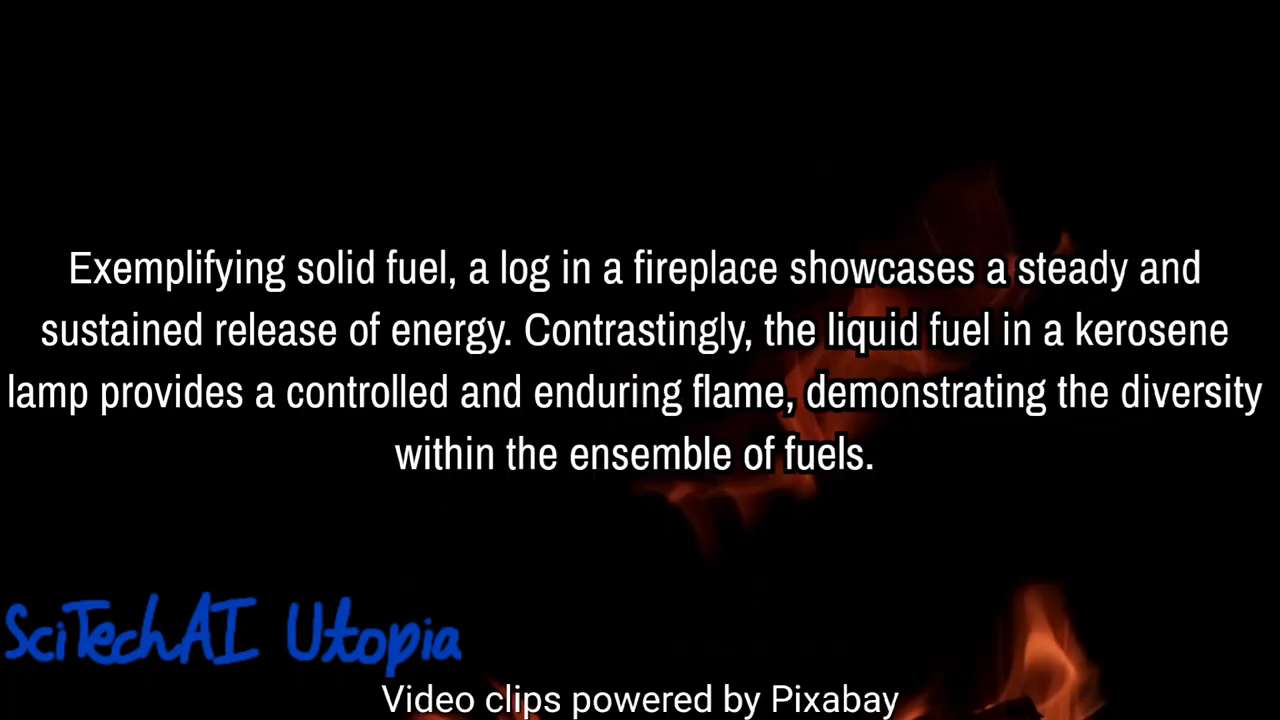 Exemplifying solid fuel, a log in a fireplace showcases a steady and
sustained release of energy. Contrastingly, the liquid fuel in a kerosene
lamp provides a controlled and enduring flame, demonstrating the diversity
within the ensemble of fuels.
SciTechAI Utopia
Video clips powered by Pixabay